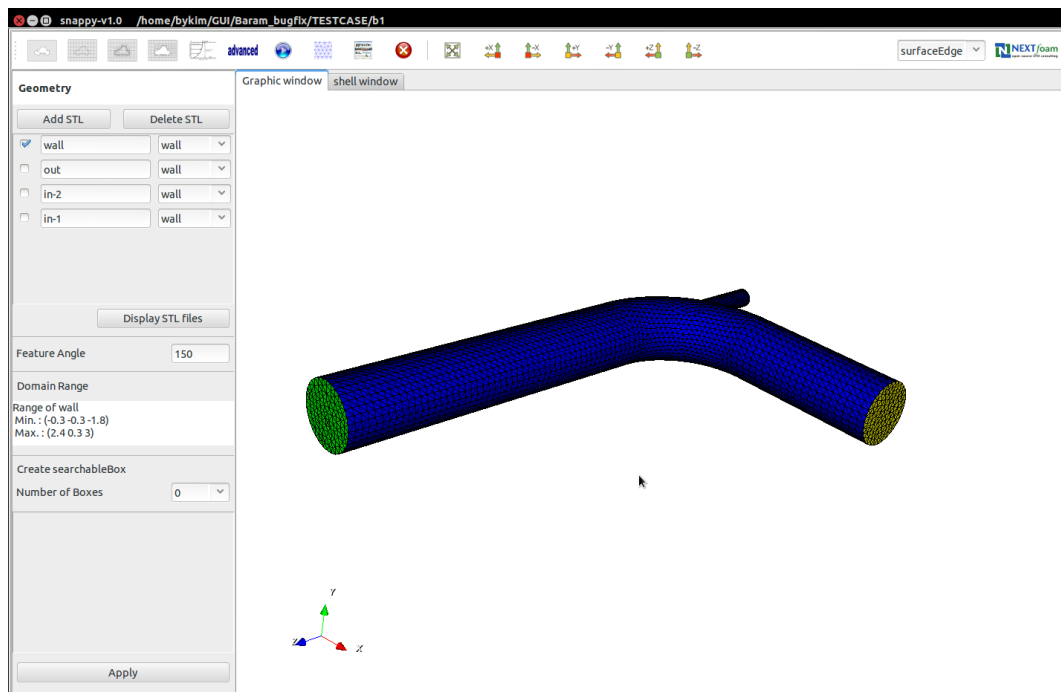 snappy-v1.0 /home/bykim/GUI/Baram_bugfix/TESTCASE/b1
advanced +X -X +Y -Y +Z -Z surfaceEdge NEXTfoam
Geometry
Graphic window shell window
Add STL Delete STL
wall wall
out wall
in-2 wall
in-1 wall
Display STL files
Feature Angle 150
Domain Range
Range of wall
Min. : (-0.3 -0.3 -1.8)
Max. : (2.4 0.3 3)
Create searchableBox
Number of Boxes 0
Y
Z X
Apply